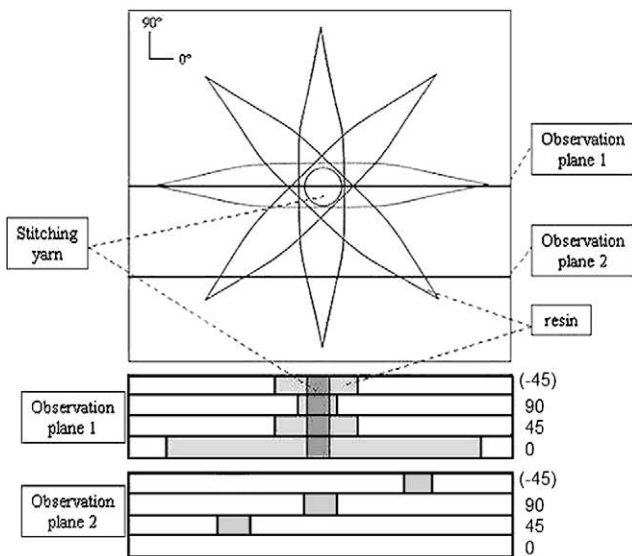 90°
0°
Observation
plane 1
Stitching
yarn
Observation
plane 2
resin
Observation
plane 1
(-45)
90
45
0
Observation
plane 2
(-45)
90
45
0